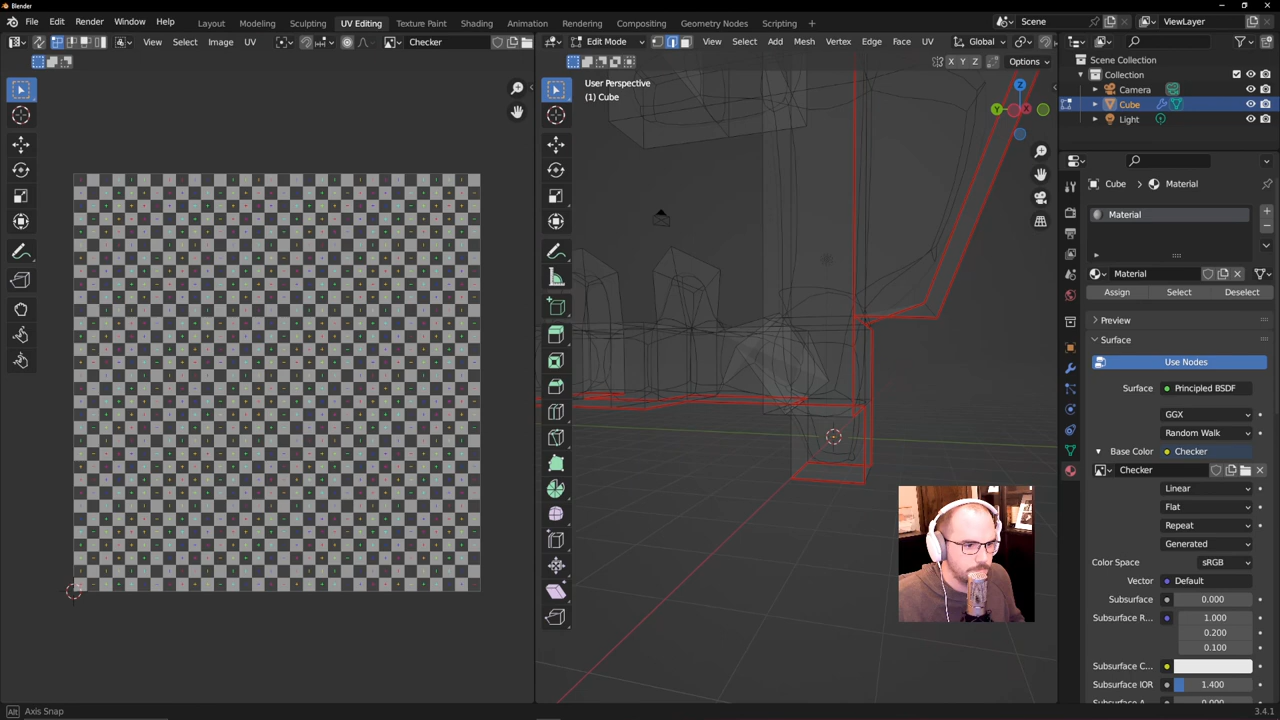 Blender
File Edit Render Window Help Layout Modeling Sculpting UV Editing Texture Paint Shading Animation Rendering Compositing Geometry Nodes Scripting + Scene ViewLayer
View Select Image UV Checker Edit Mode View Select Add Mesh Vertex Edge Face UV Global
X Y Z Options
User Perspective
(1) Cube
Z
Y X
Scene Collection
Collection
Camera
Cube
Light
Cube Material
Material
Material
Assign Select Deselect
Preview
Surface
Use Nodes
Surface Principled BSDF
GGX
Random Walk
Base Color Checker
Checker
Linear
Flat
Repeat
Generated
Color Space sRGB
Vector Default
Subsurface 0.000
Subsurface R... 1.000
0.200
0.100
Subsurface C...
Subsurface IOR 1.400
Alt Axis Snap 3.4.1